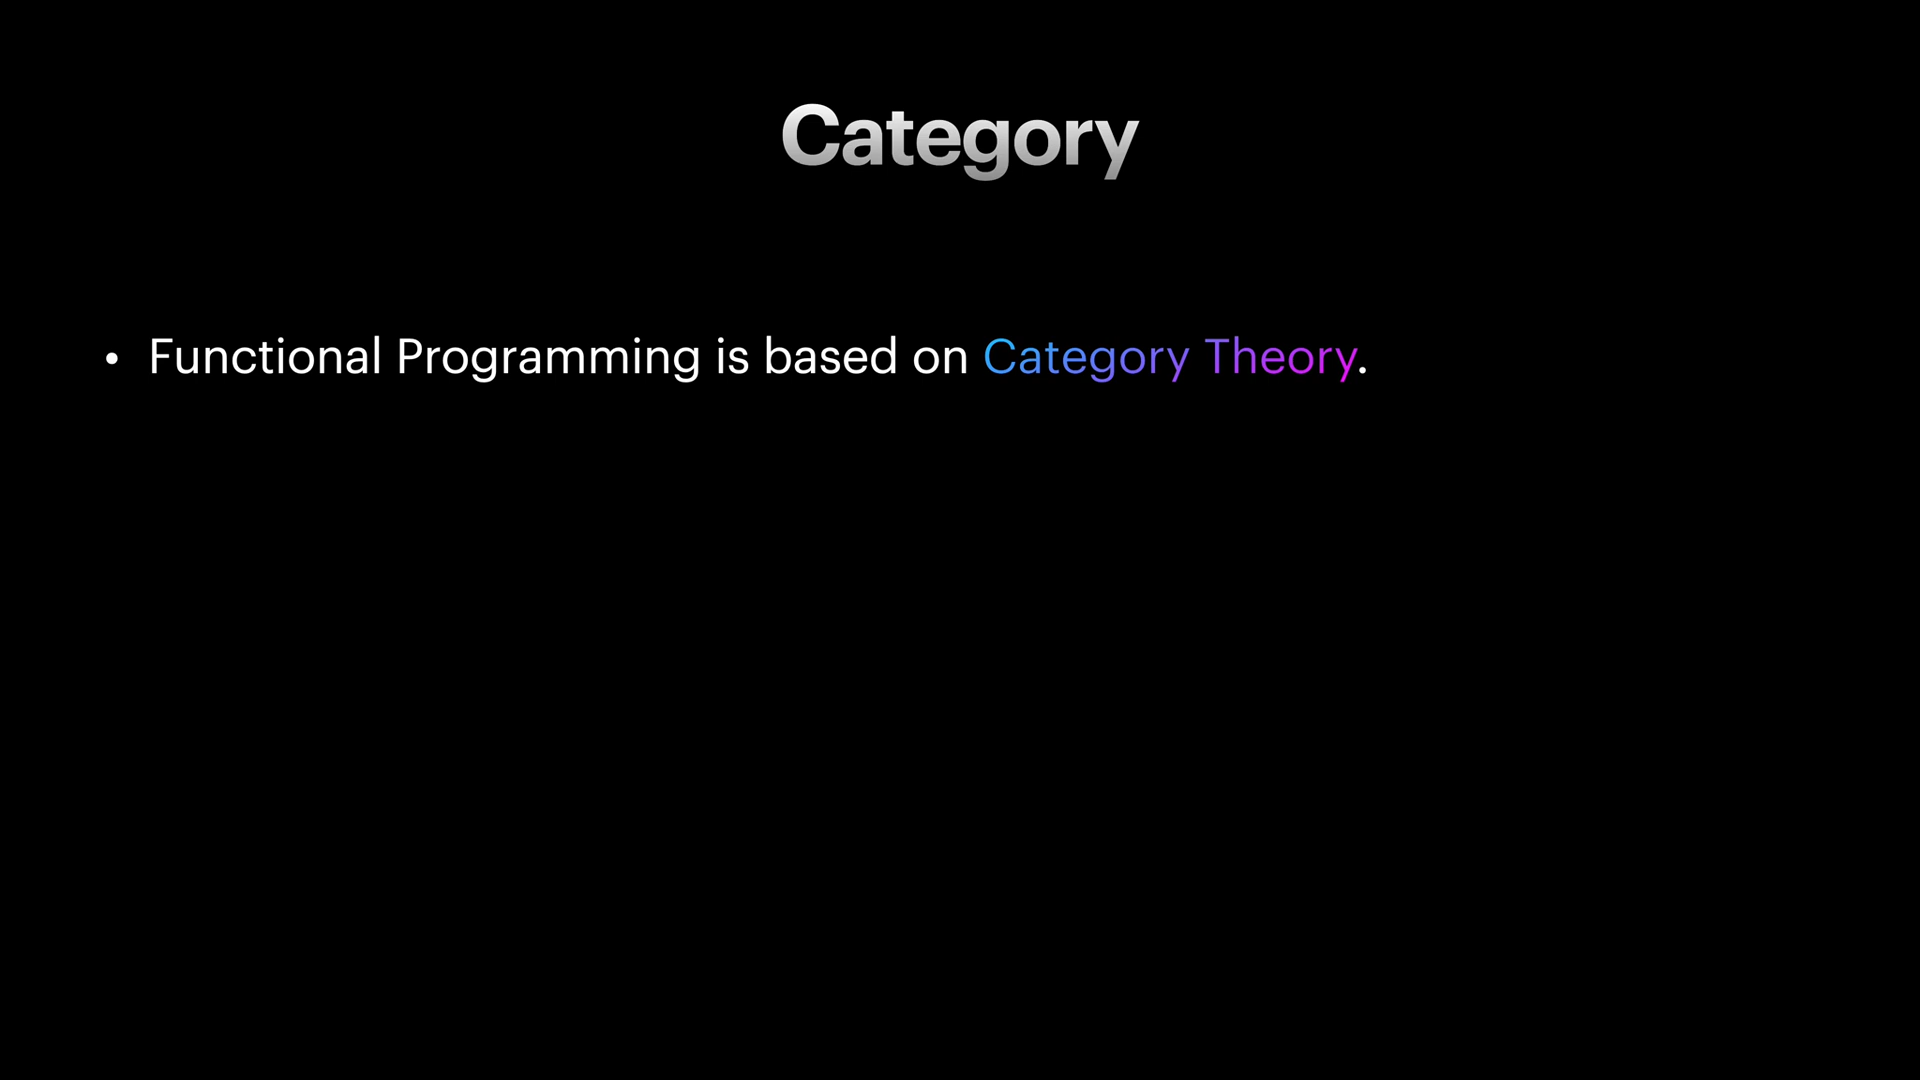 Category
• Functional Programming is based on Category Theory.